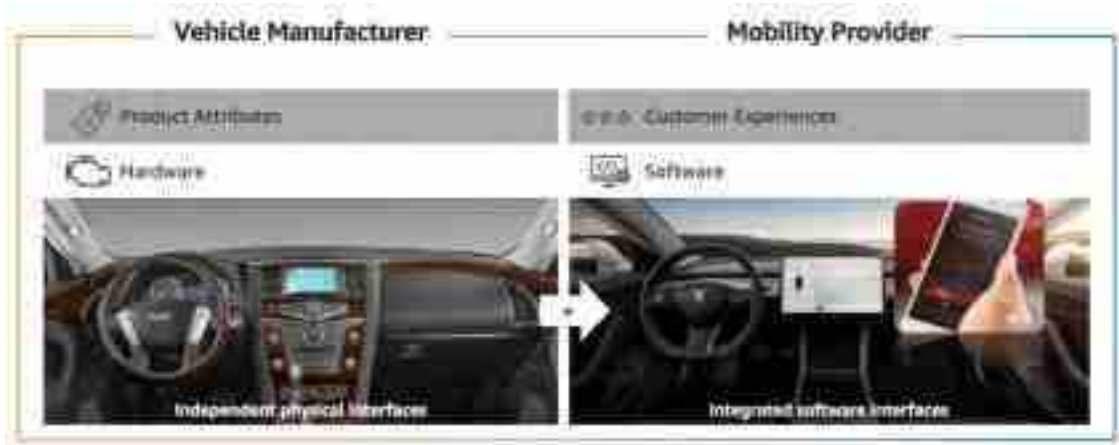 Vehicle Manufacturer
Mobility Provider
Product Attributes
Customer Experiences
Hardware
Software
Independent physical interfaces
Integrated software interfaces